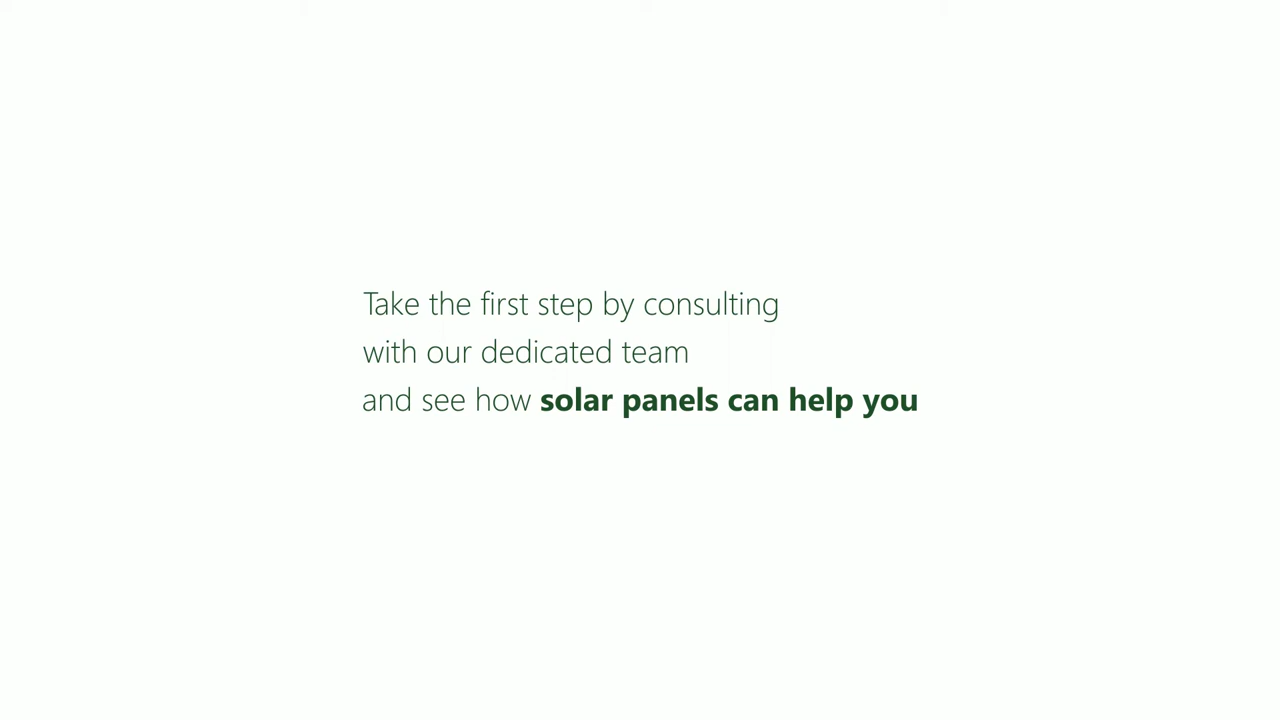 Take the first step by consulting
with our dedicated team
and see how solar panels can help you